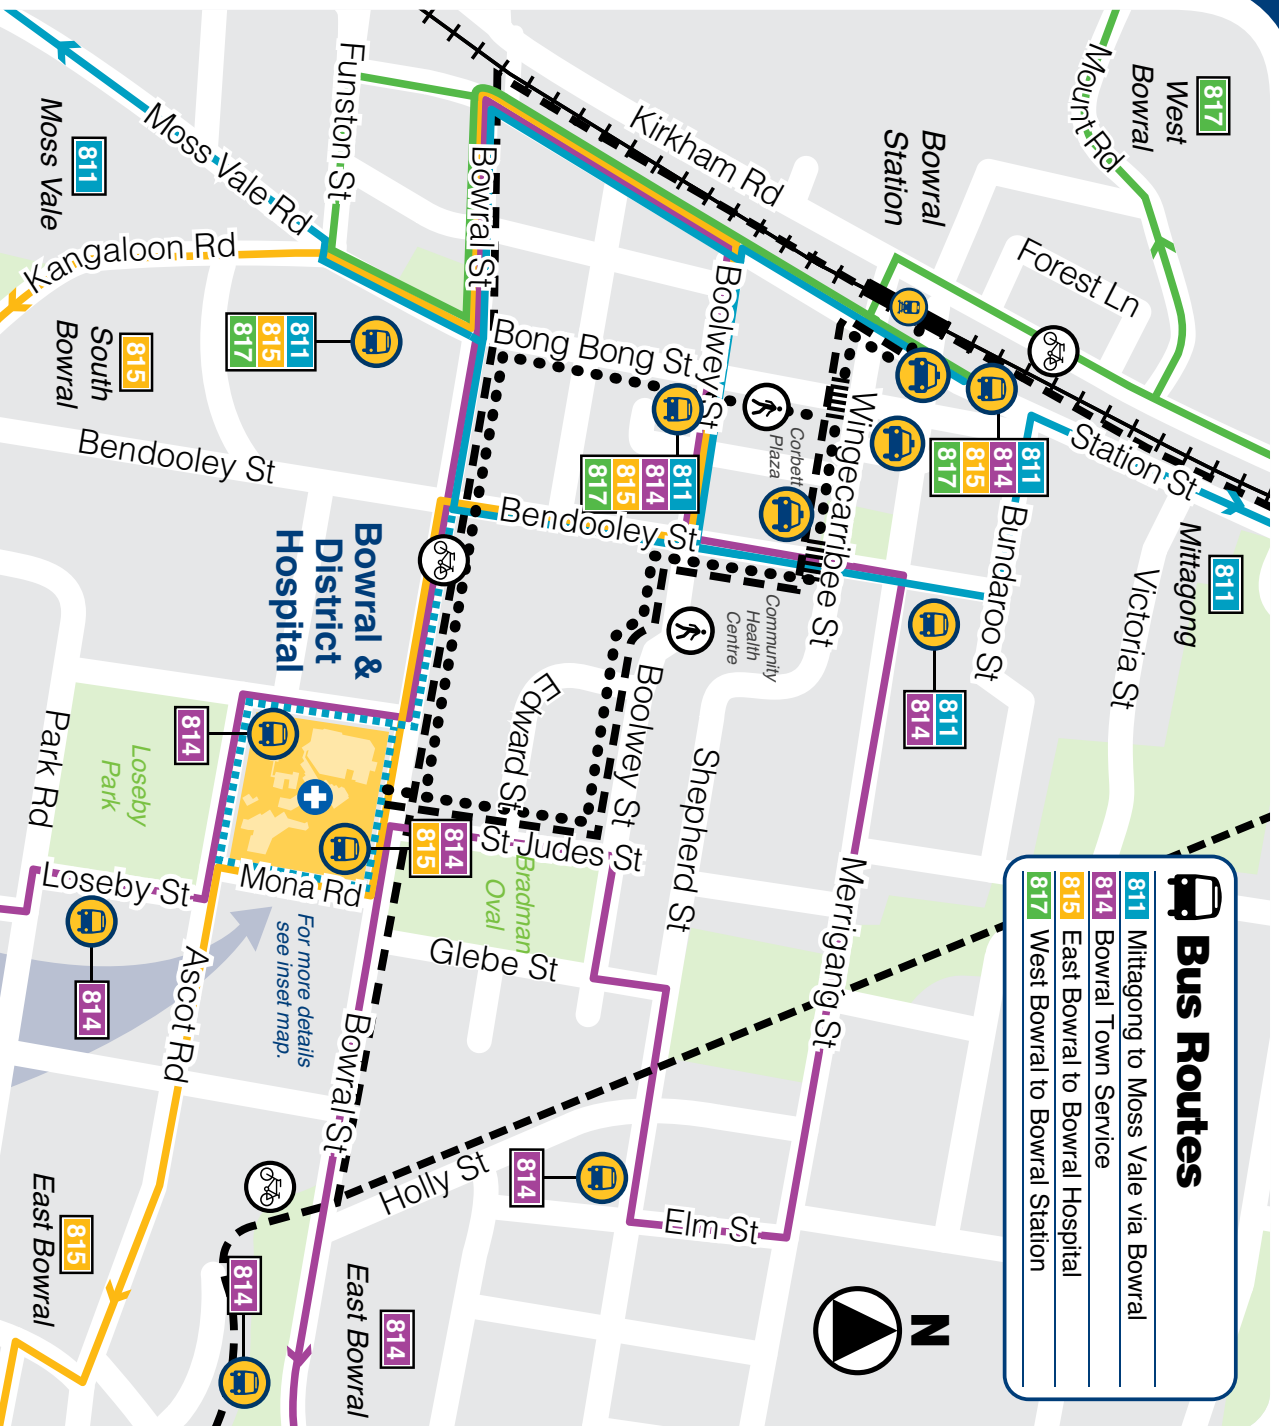 Bus Routes
811 Mittagong to Moss Vale via Bowral
814 Bowral Town Service
815 East Bowral to Bowral Hospital
817 West Bowral to Bowral Station
N
817
West
Bowral
Mount Rd
Forest Ln
Bowral
Station
Kirkham Rd
Station St
811
Mittagong
Victoria St
Bundaroo St
811
814
815
817
Wingecarribee St
Corbett
Plaza
Community
Health
Centre
811
814
Boolwey St
811
814
815
817
Bong Bong St
Bendooley St
Bowral St
Funston St
Moss Vale Rd
811
Moss Vale
Kangaloon Rd
815
South
Bowral
811
815
817
Bendooley St
Bowral &
District
Hospital
Boolwey St
Edward St
Shepherd St
Merrigang St
St Judes St
Bradman
Oval
Glebe St
814
815
814
Loseby
Park
Park Rd
Loseby St
Mona Rd
814
For more details
see inset map.
Ascot Rd
Bowral St
Holly St
Elm St
814
814
814
East Bowral
815
East Bowral